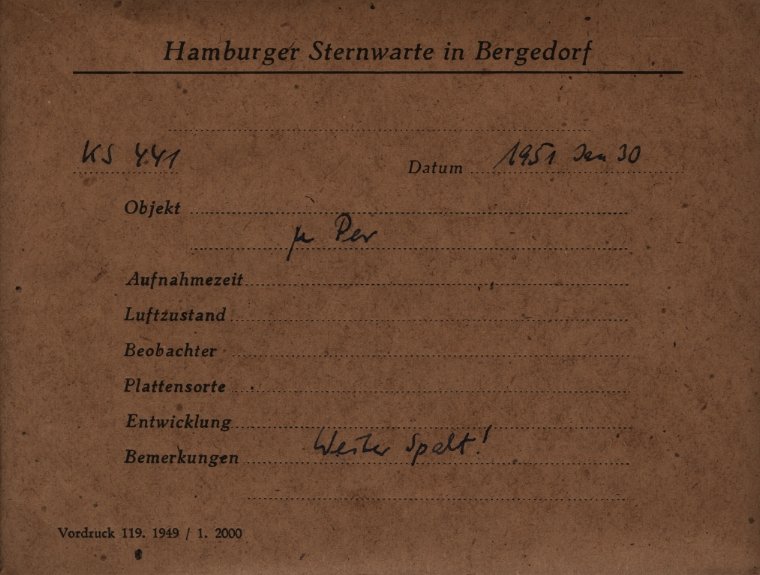 Hamburger Sternwarte in Bergedorf
KS 441 Datum 1951 Jan 30
Objekt
μ Per
Aufnahmezeit
Luftzustand
Beobachter
Plattensorte
Entwicklung
Bemerkungen Weiter Spalt!
Vordruck 119. 1949 / 1. 2000